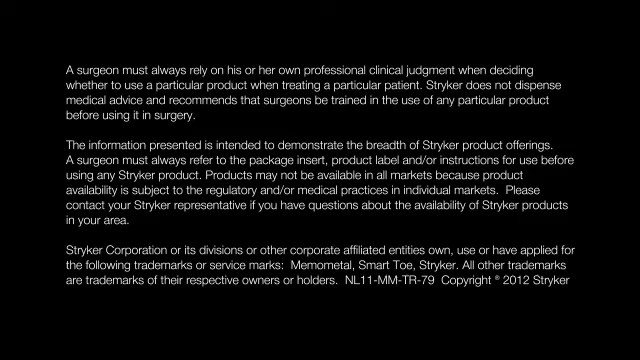 A surgeon must always rely on his or her own professional clinical judgment when deciding
whether to use a particular product when treating a particular patient. Stryker does not dispense
medical advice and recommends that surgeons be trained in the use of any particular product
before using it in surgery.
The information presented is intended to demonstrate the breadth of Stryker product offerings.
A surgeon must always refer to the package insert, product label and/or instructions for use before
using any Stryker product. Products may not be available in all markets because product
availability is subject to the regulatory and/or medical practices in individual markets.  Please
contact your Stryker representative if you have questions about the availability of Stryker products
in your area.
Stryker Corporation or its divisions or other corporate affiliated entities own, use or have applied for
the following trademarks or service marks:  Memometal, Smart Toe, Stryker. All other trademarks
are trademarks of their respective owners or holders.  NL11-MM-TR-79  Copyright ® 2012 Stryker